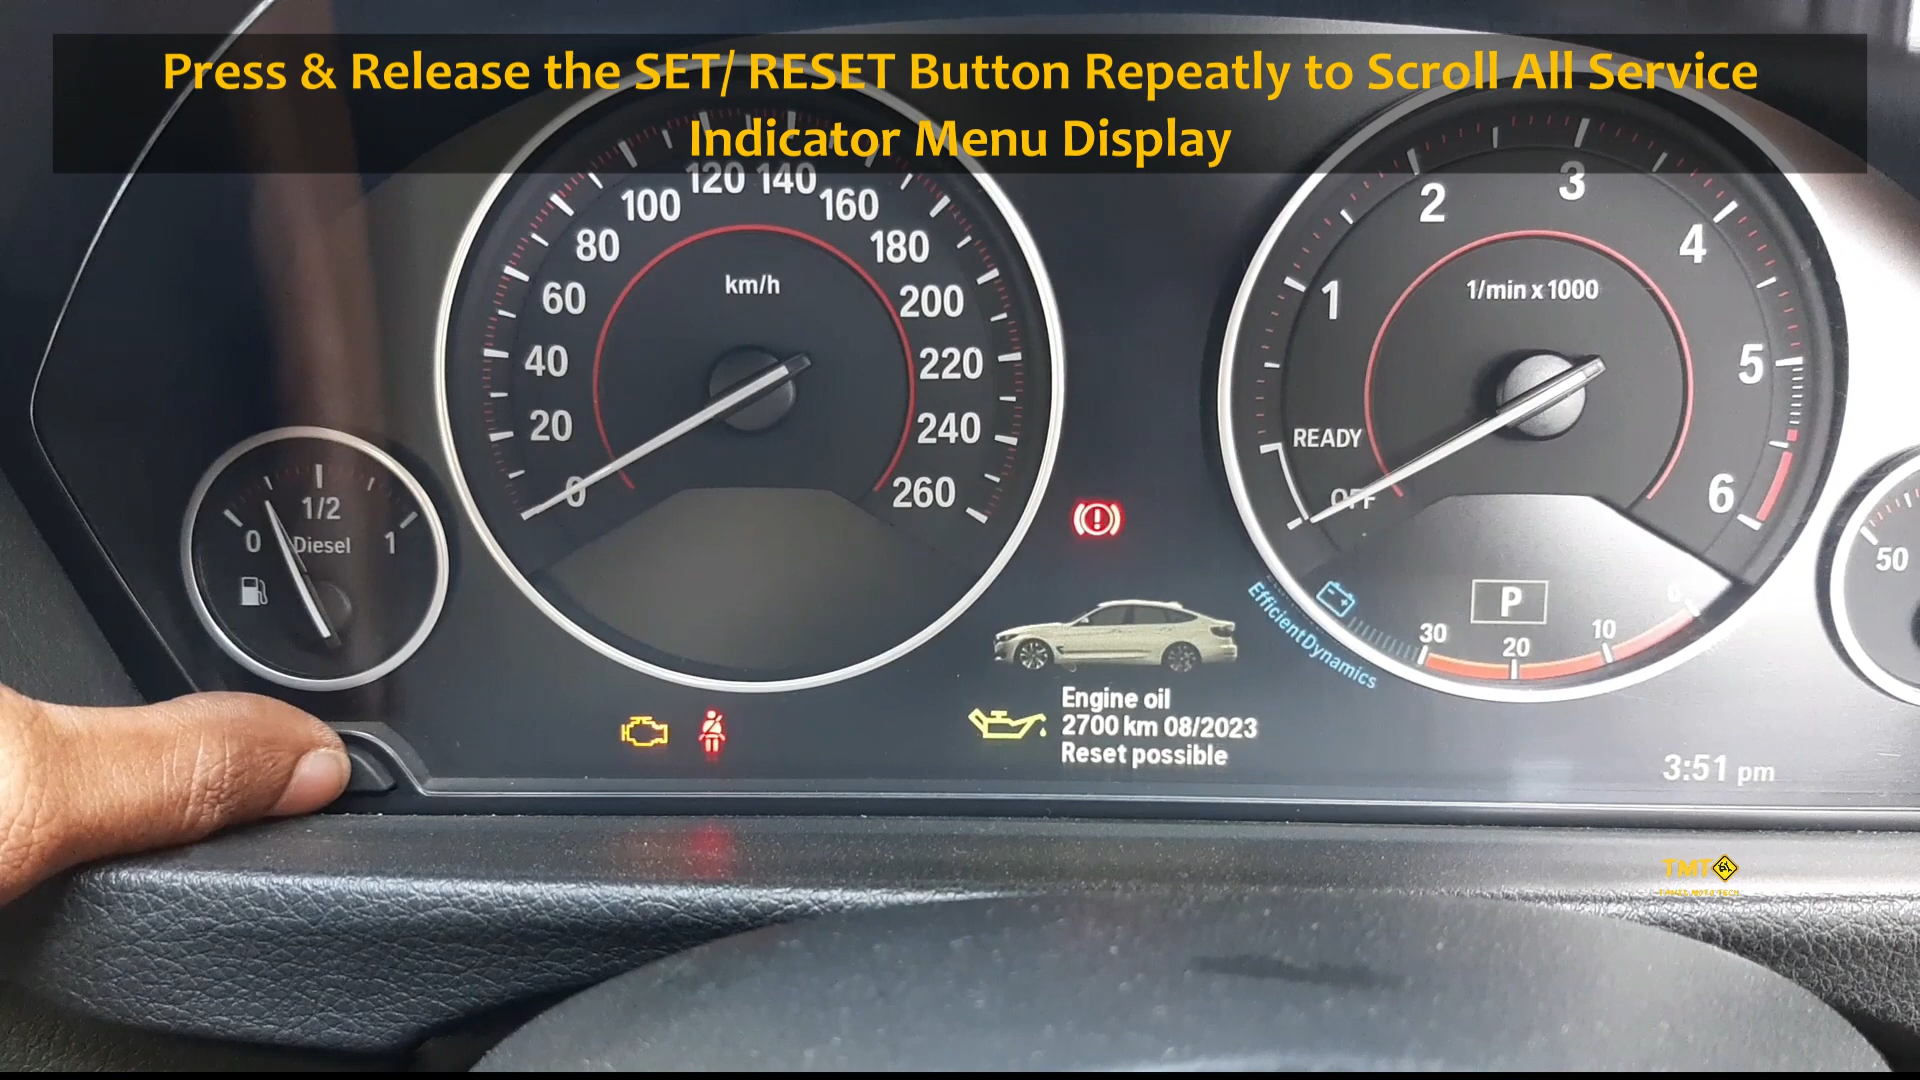 Press & Release the SET/ RESET Button Repeatly to Scroll All Service
Indicator Menu Display
0
20
40
60
80
100
120
140
160
180
200
220
240
260
km/h
0
1/2
1
Diesel
Engine oil
2700 km 08/2023
Reset possible
1
2
3
4
5
6
1/min x 1000
READY
OFF
P
30
20
10
0
EfficientDynamics
50
3:51 pm
TMT